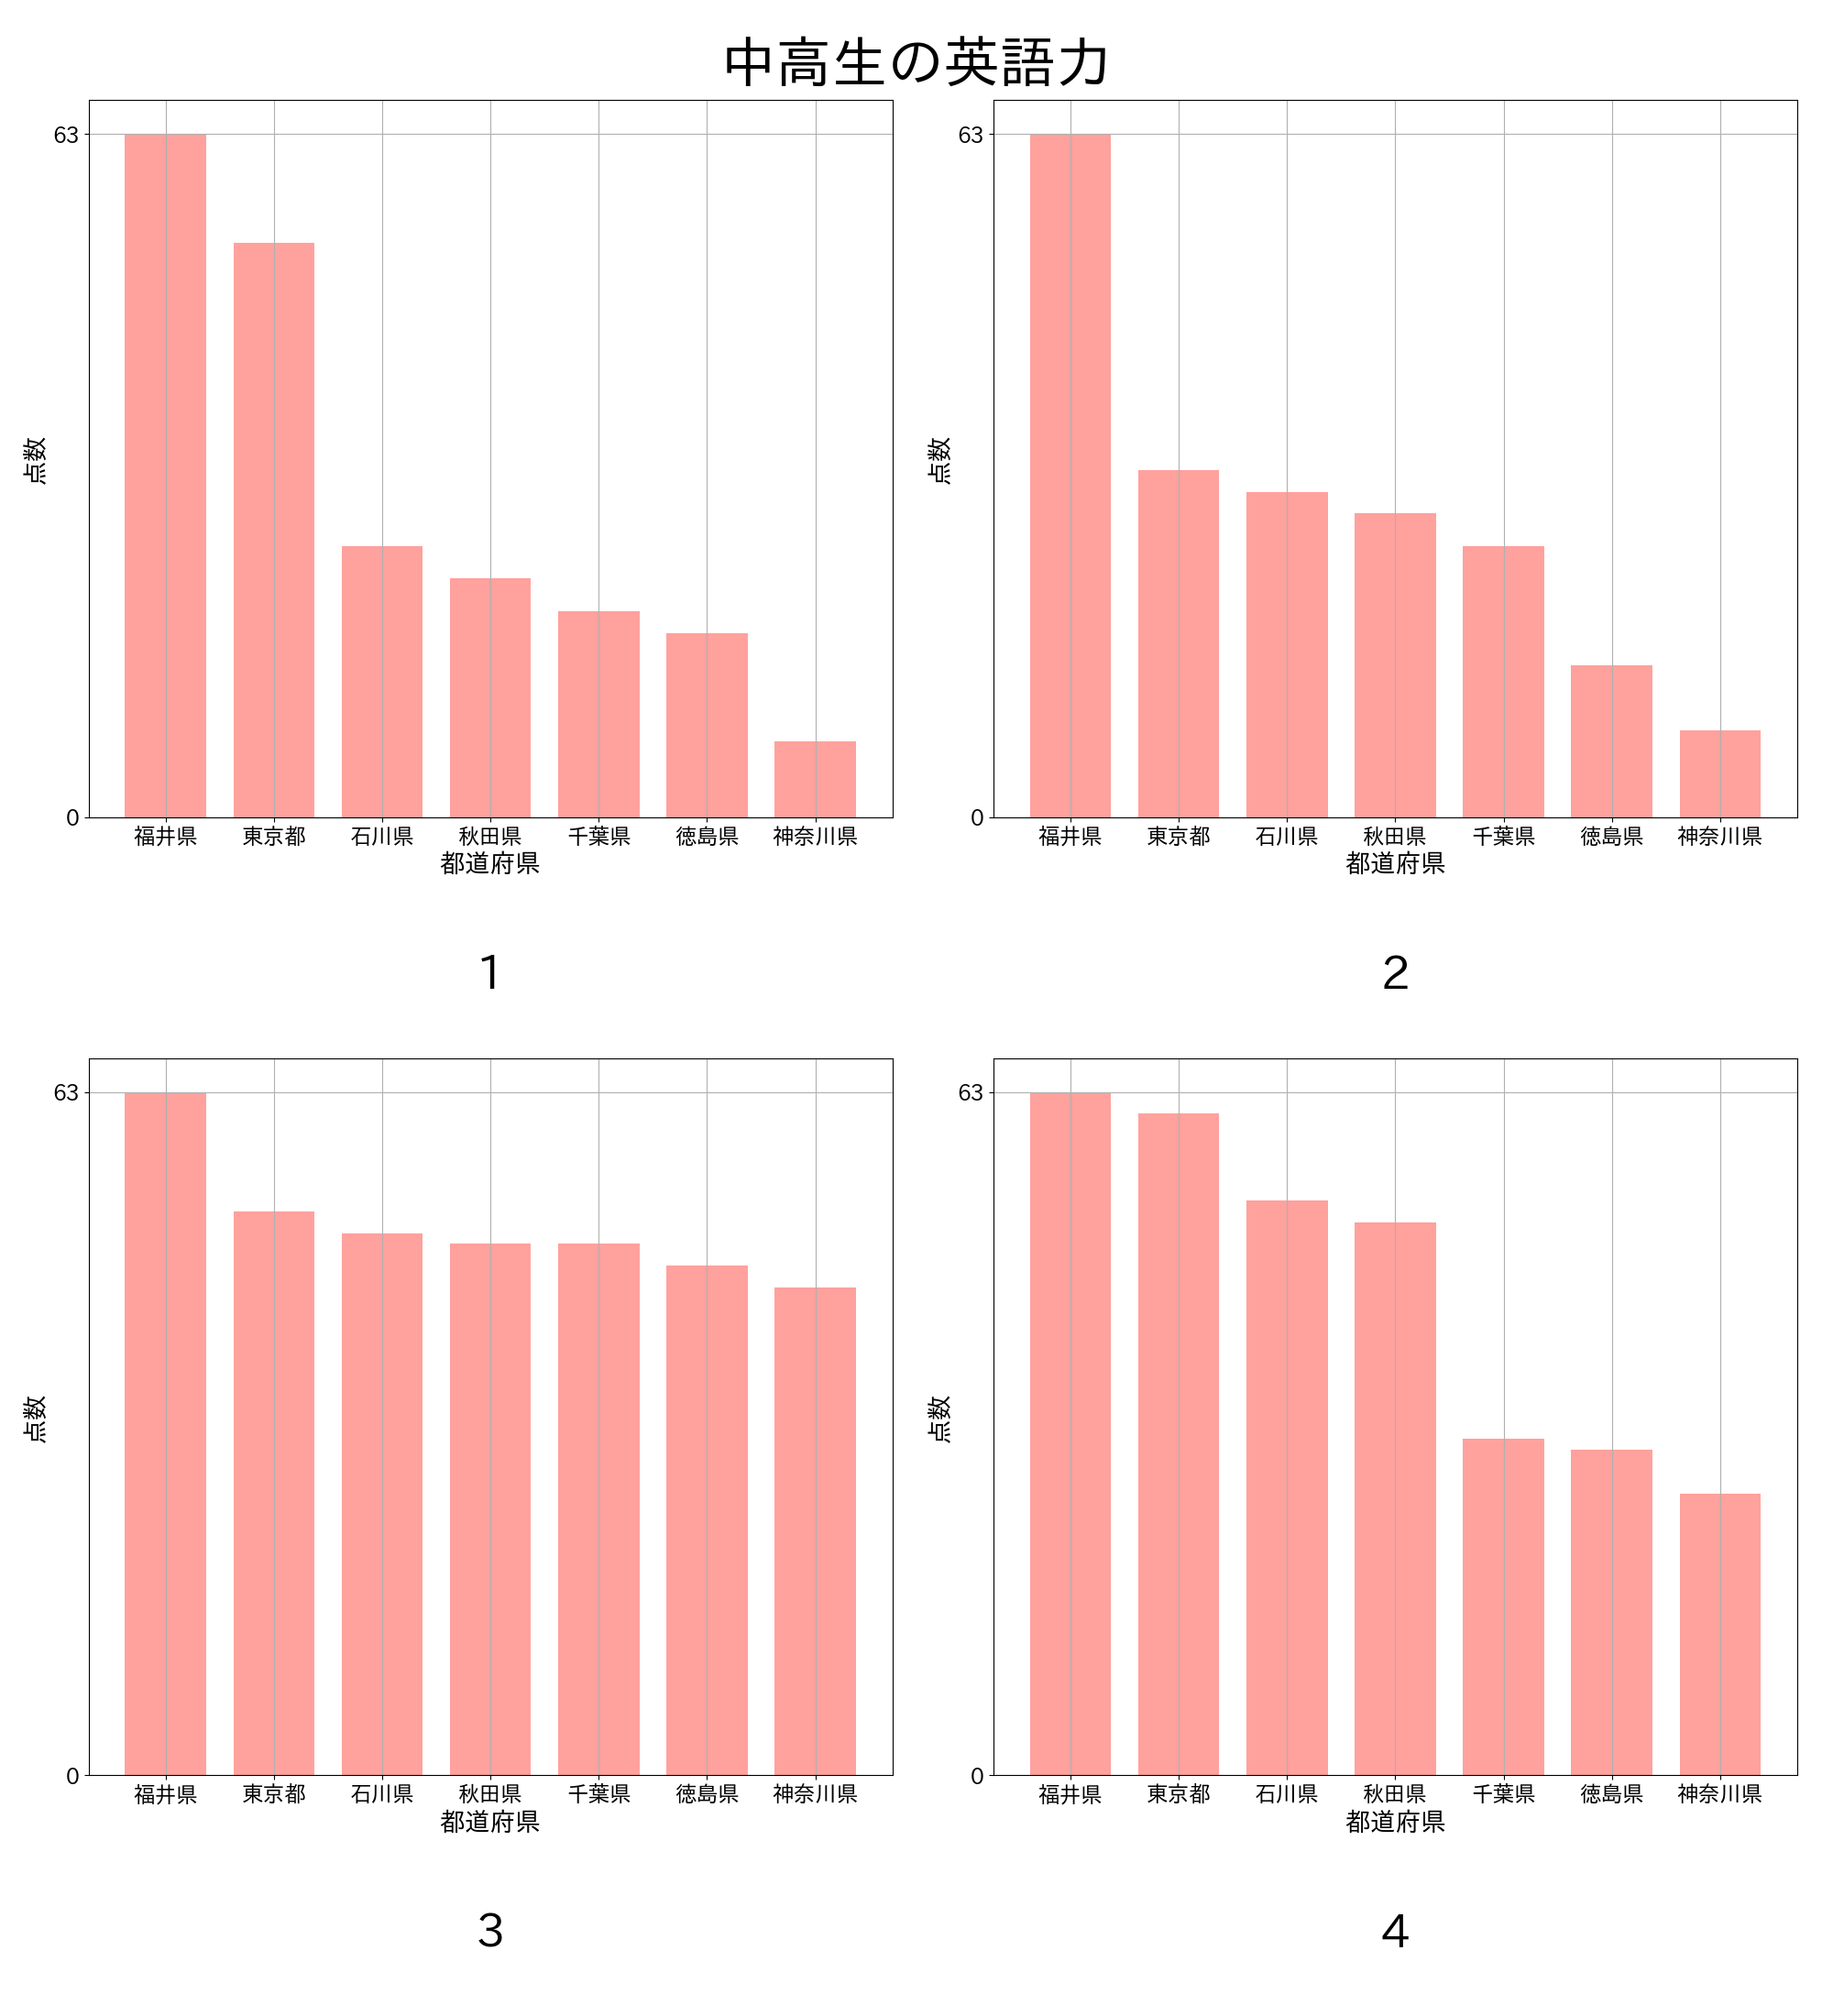 中高生の英語力
63
0
点数
福井県 東京都 石川県 秋田県 千葉県 徳島県 神奈川県
都道府県
1
63
0
点数
福井県 東京都 石川県 秋田県 千葉県 徳島県 神奈川県
都道府県
2
63
0
点数
福井県 東京都 石川県 秋田県 千葉県 徳島県 神奈川県
都道府県
3
63
0
点数
福井県 東京都 石川県 秋田県 千葉県 徳島県 神奈川県
都道府県
4